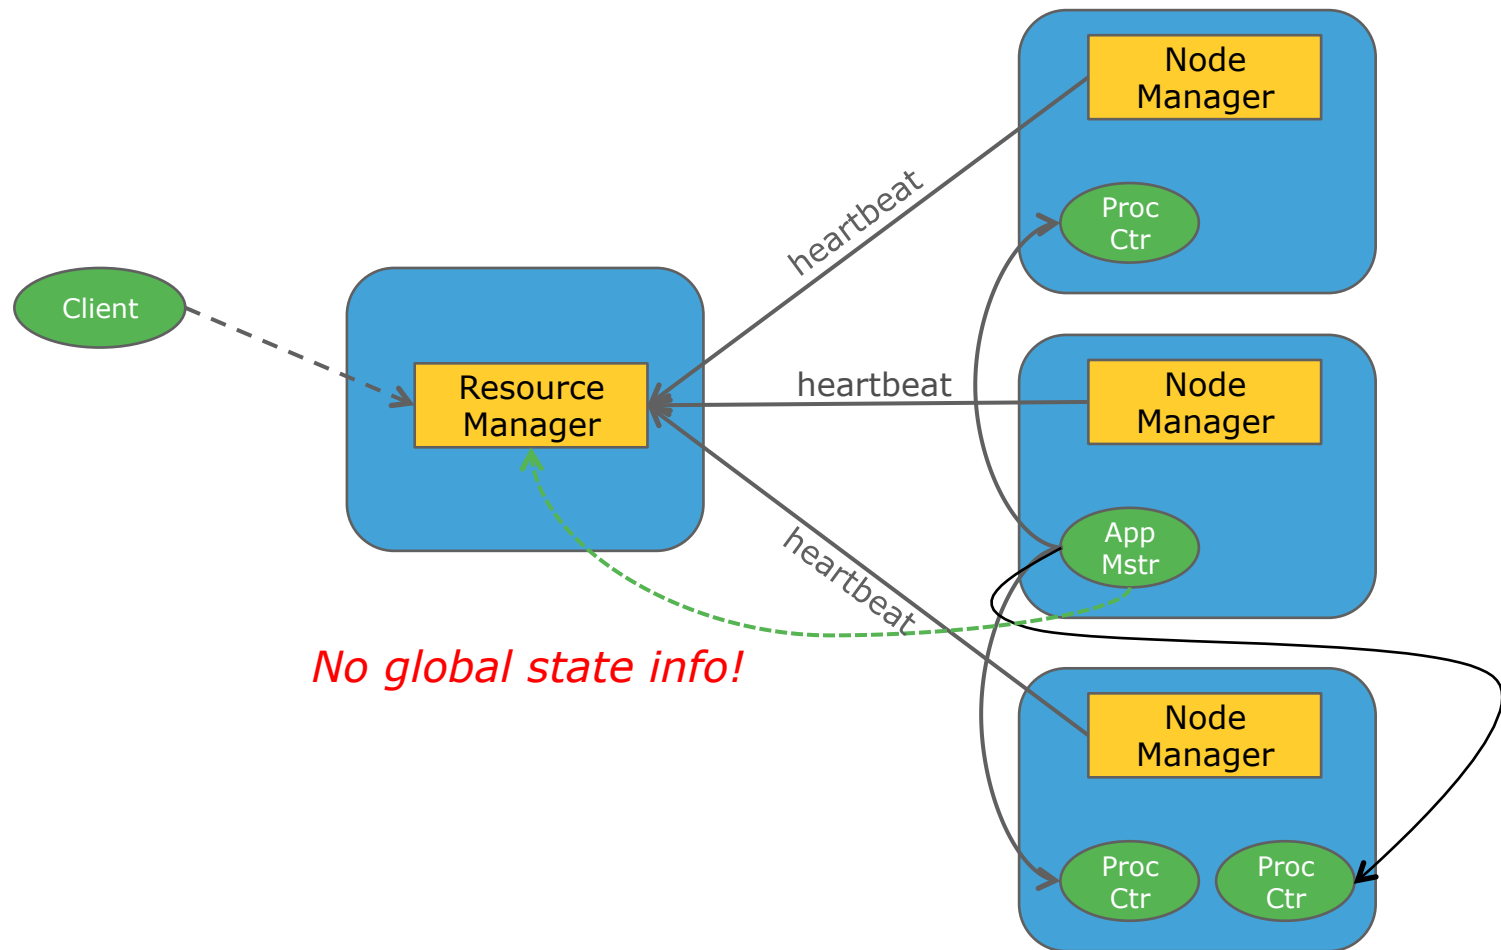 Node
Manager
heartbeat
Proc
Ctr
Client
Resource
Manager
heartbeat
Node
Manager
heartbeat
App
Mstr
No global state info!
Node
Manager
Proc
Ctr
Proc
Ctr